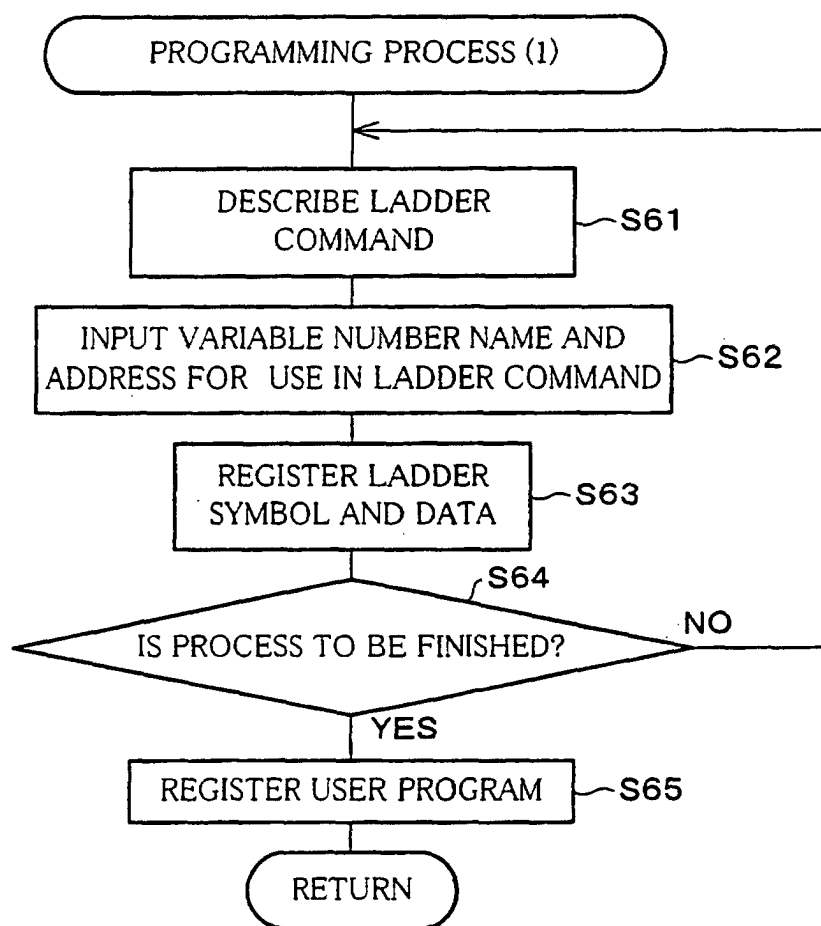 PROGRAMMING PROCESS (1)
DESCRIBE LADDER
COMMAND
S61
INPUT VARIABLE NUMBER NAME AND
ADDRESS FOR USE IN LADDER COMMAND
S62
REGISTER LADDER
SYMBOL AND DATA
S63
S64
IS PROCESS TO BE FINISHED?
NO
YES
REGISTER USER PROGRAM
S65
RETURN